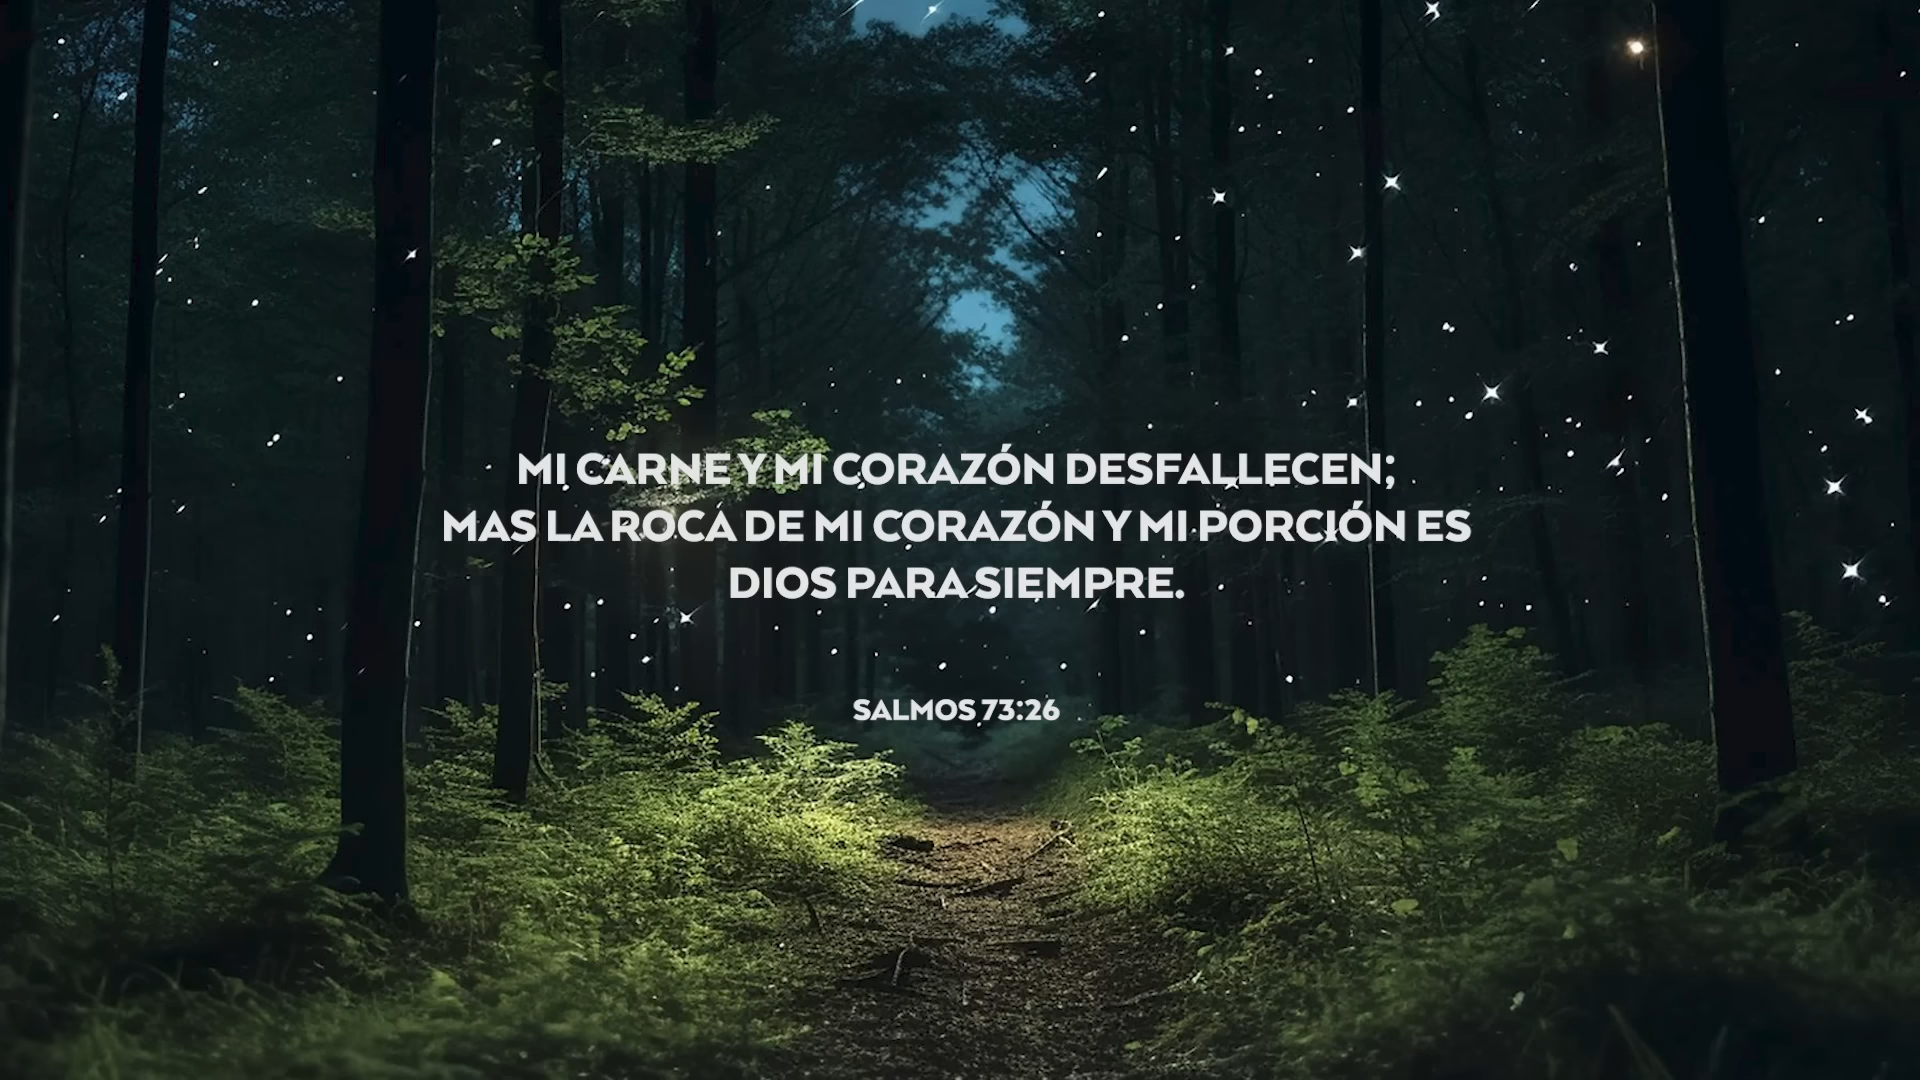 MI CARNE Y MI CORAZÓN DESFALLECEN;
MAS LA ROCA DE MI CORAZÓN Y MI PORCIÓN ES
DIOS PARA SIEMPRE.
SALMOS 73:26